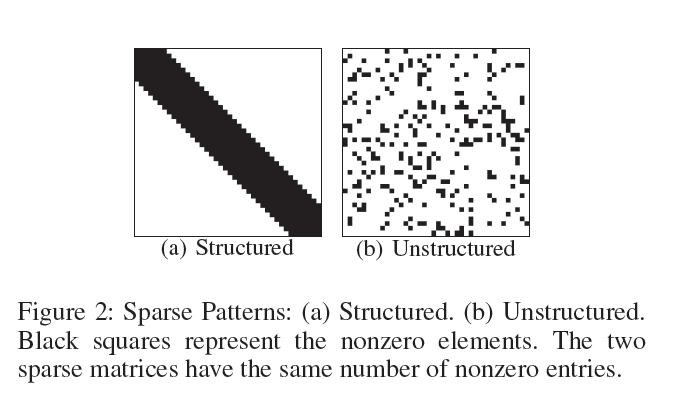 (a) Structured
(b) Unstructured
Figure 2: Sparse Patterns: (a) Structured. (b) Unstructured.
Black squares represent the nonzero elements. The two
sparse matrices have the same number of nonzero entries.